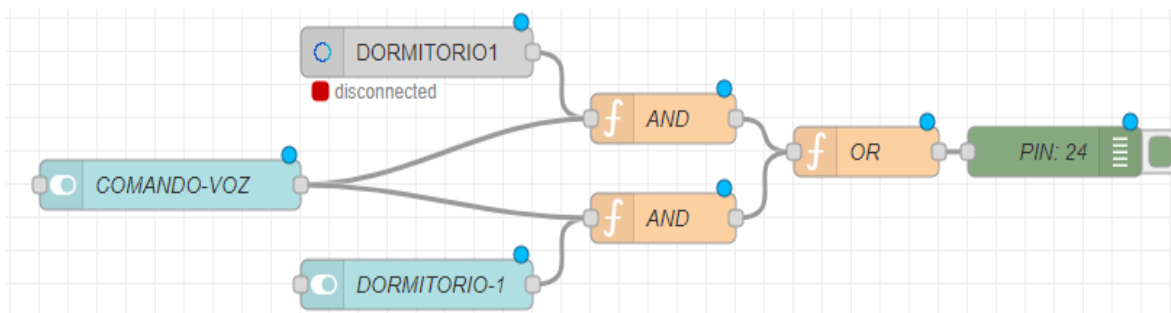 DORMITORIO1
disconnected
AND
OR
PIN: 24
COMANDO-VOZ
AND
DORMITORIO-1